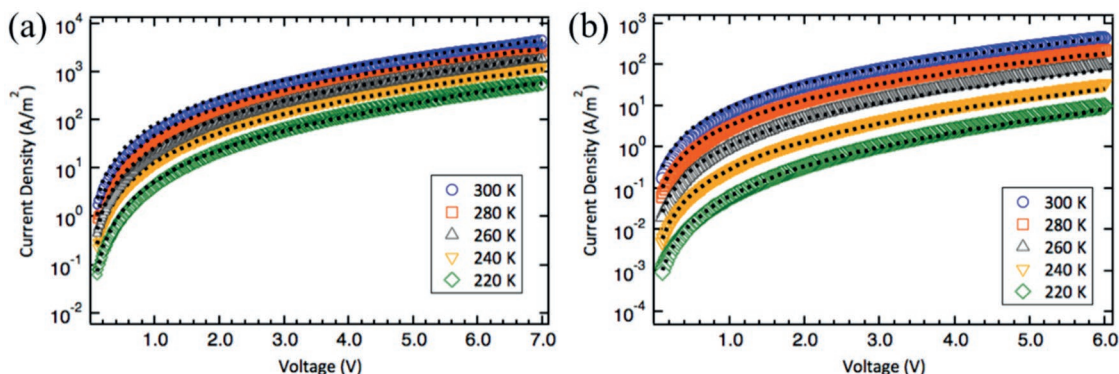 (a)
10^4
10^3
10^2
10^1
10^0
10^-1
10^-2
Current Density (A/m^2)
300 K
280 K
260 K
240 K
220 K
1.0 2.0 3.0 4.0 5.0 6.0 7.0
Voltage (V)
(b)
10^3
10^2
10^1
10^0
10^-1
10^-2
10^-3
10^-4
Current Density (A/m^2)
300 K
280 K
260 K
240 K
220 K
1.0 2.0 3.0 4.0 5.0 6.0
Voltage (V)